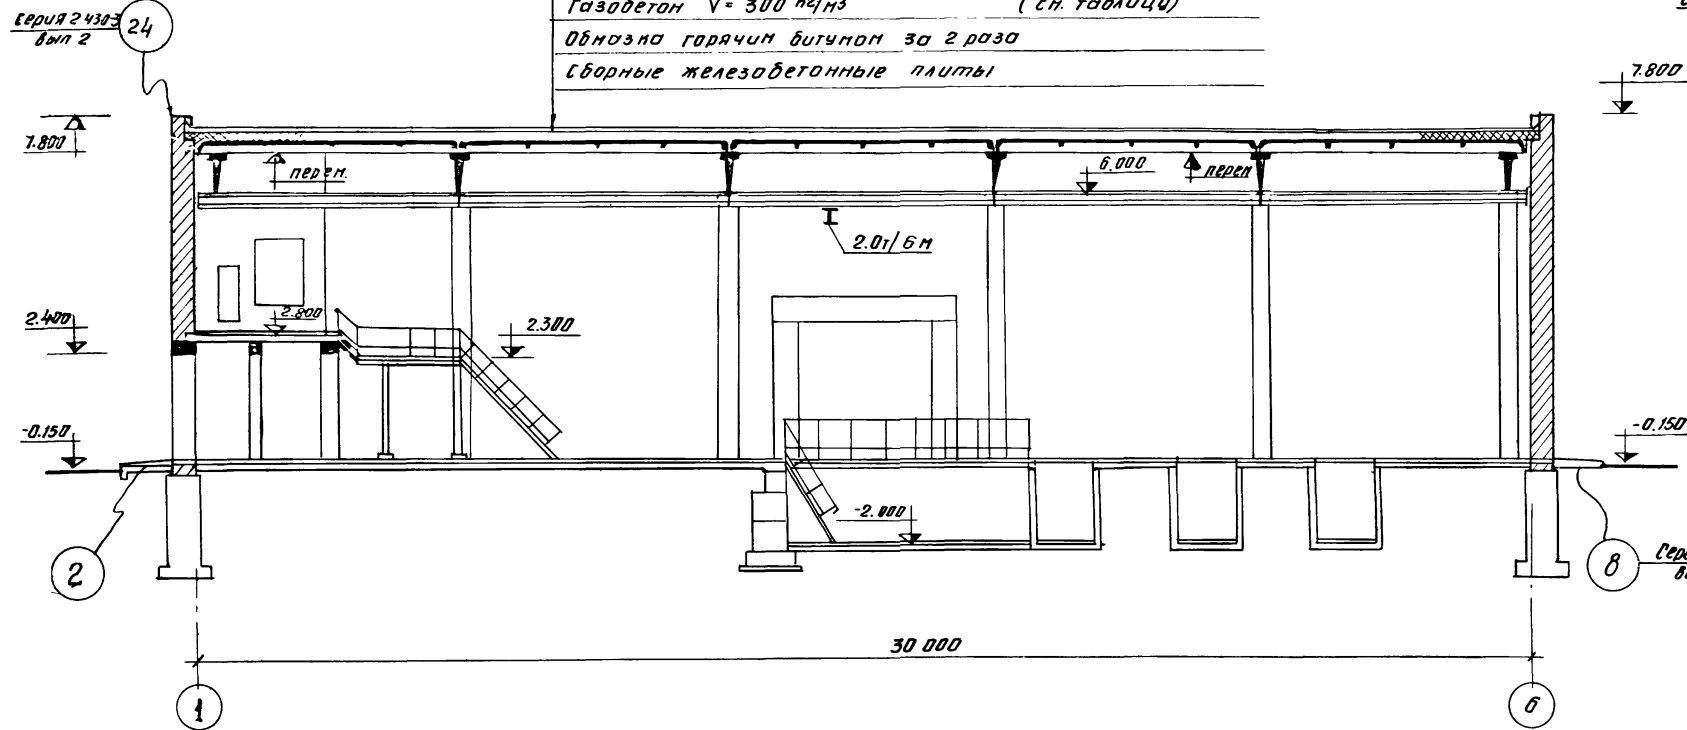 Газобетон γ = 300 кг/м3 (см. таблицу)
Серия 2.430-3
вып 2
24
Обмазка горячим битумом за 2 раза
Сборные железобетонные плиты
7.800
7.800
перем.
6.000
перем
2.0т/6м
2.400
2.800
2.300
-0.150
-0.150
-2.000
2
8
30 000
1
6